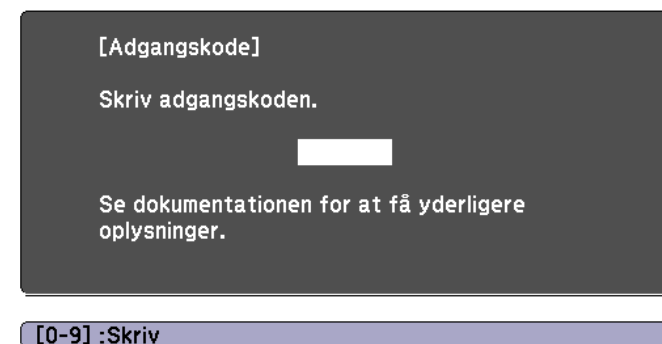 [Adgangskode]
Skriv adgangskoden.
Se dokumentationen for at få yderligere
oplysninger.
[0-9] :Skriv